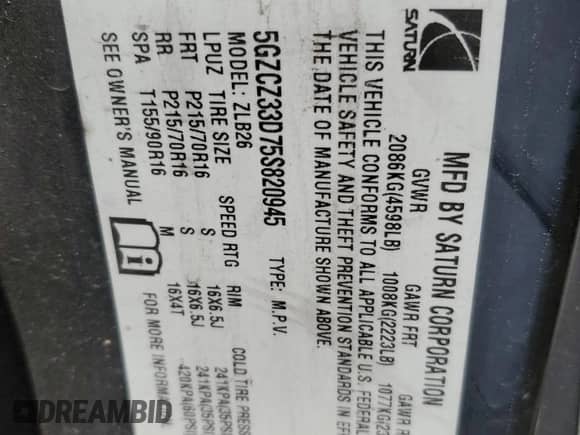 SATURN
MFD BY SATURN CORPORATION
GVWR GAWR FRT GAWR
2086KG(4598LB) 1008KG(2223LB)
THIS VEHICLE CONFORMS TO ALL APPLICABLE U.S. FEDERAL
VEHICLE SAFETY AND THEFT PREVENTION STANDARDS IN
THE DATE OF MANUFACTURE SHOWN ABOVE.
5GZCZ33D75S820945 TYPE: M.P.V.
MODEL: ZLB26
LPUZ TIRE SIZE SPEED RTG RIM COLD TIRE
FRT P215/70R16 S 16X6.5J
RR P215/70R16 S 16X6.5J
SPA T155/90R16 M 16X4T
SEE OWNER'S MANUAL FOR MORE
DREAMBID